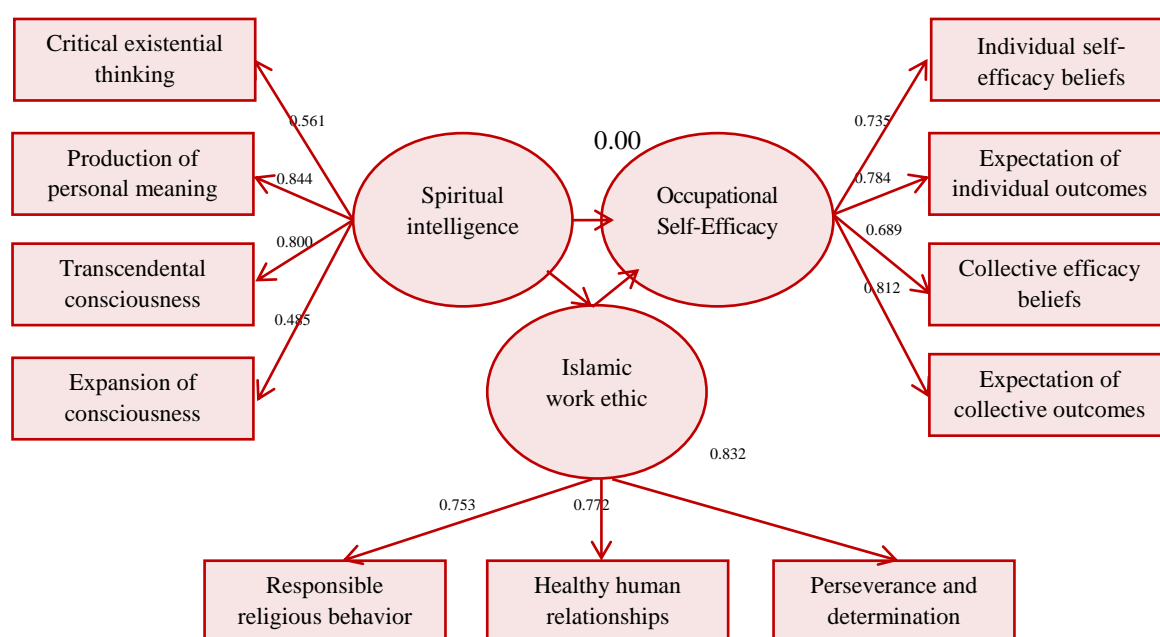 Critical existential
thinking
Production of
personal meaning
Transcendental
consciousness
Expansion of
consciousness
0.561
0.844
0.800
0.485
Spiritual
intelligence
0.00
Occupational
Self-Efficacy
Islamic
work ethic
0.735
0.784
0.689
0.812
Individual self-
efficacy beliefs
Expectation of
individual outcomes
Collective efficacy
beliefs
Expectation of
collective outcomes
0.753
0.772
0.832
Responsible
religious behavior
Healthy human
relationships
Perseverance and
determination